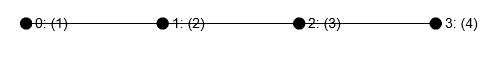 0: (1) 1: (2) 2: (3) 3: (4)